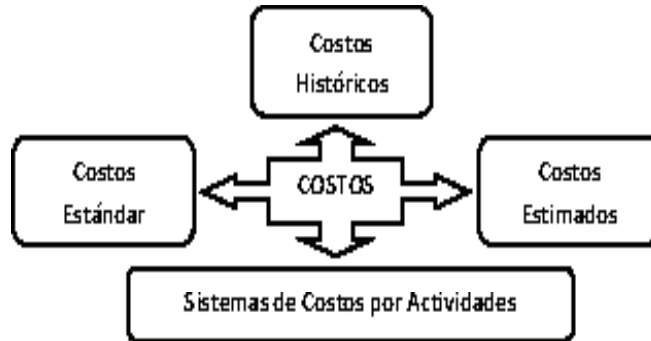 Costos
Históricos
Costos
Estándar
COSTOS
Costos
Estimados
Sistemas de Costos por Actividades